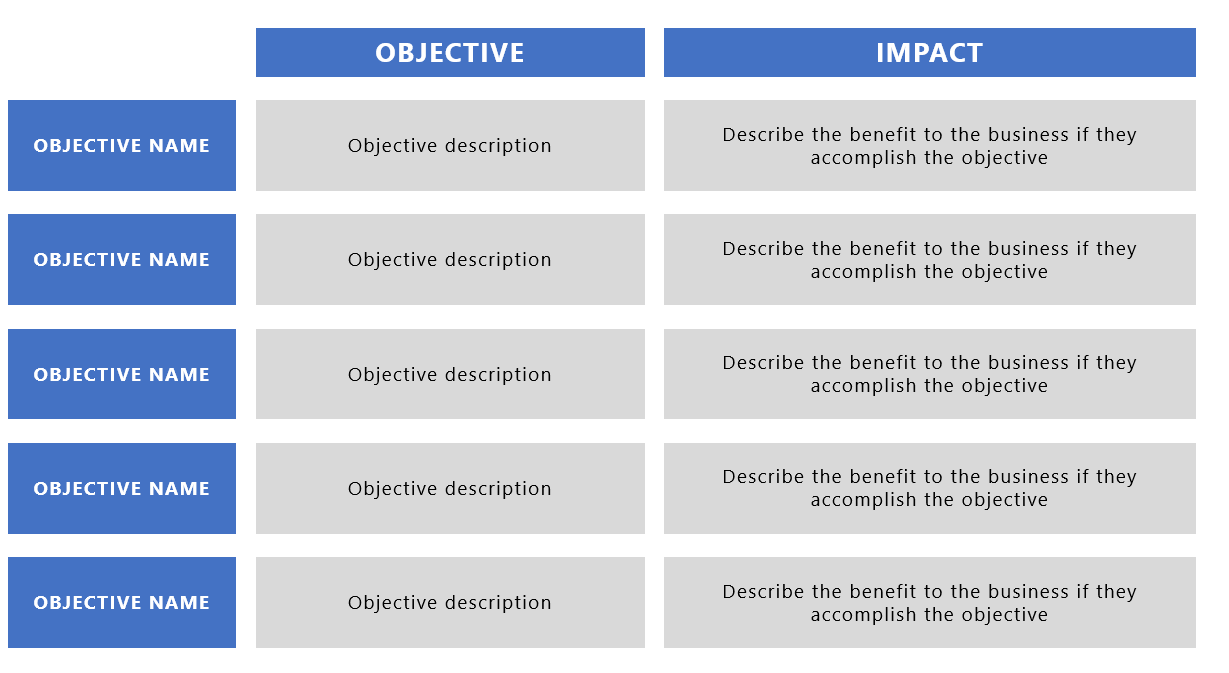 OBJECTIVE
IMPACT
OBJECTIVE NAME
Objective description
Describe the benefit to the business if they
accomplish the objective
OBJECTIVE NAME
Objective description
Describe the benefit to the business if they
accomplish the objective
OBJECTIVE NAME
Objective description
Describe the benefit to the business if they
accomplish the objective
OBJECTIVE NAME
Objective description
Describe the benefit to the business if they
accomplish the objective
OBJECTIVE NAME
Objective description
Describe the benefit to the business if they
accomplish the objective